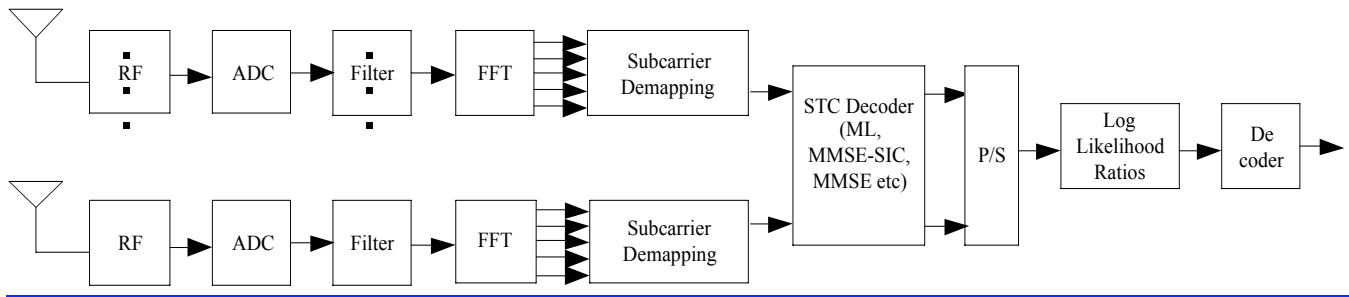 RF
ADC
Filter
FFT
Subcarrier
Demapping
STC Decoder
(ML,
MMSE-SIC,
MMSE etc)
P/S
Log
Likelihood
Ratios
De
coder
RF
ADC
Filter
FFT
Subcarrier
Demapping